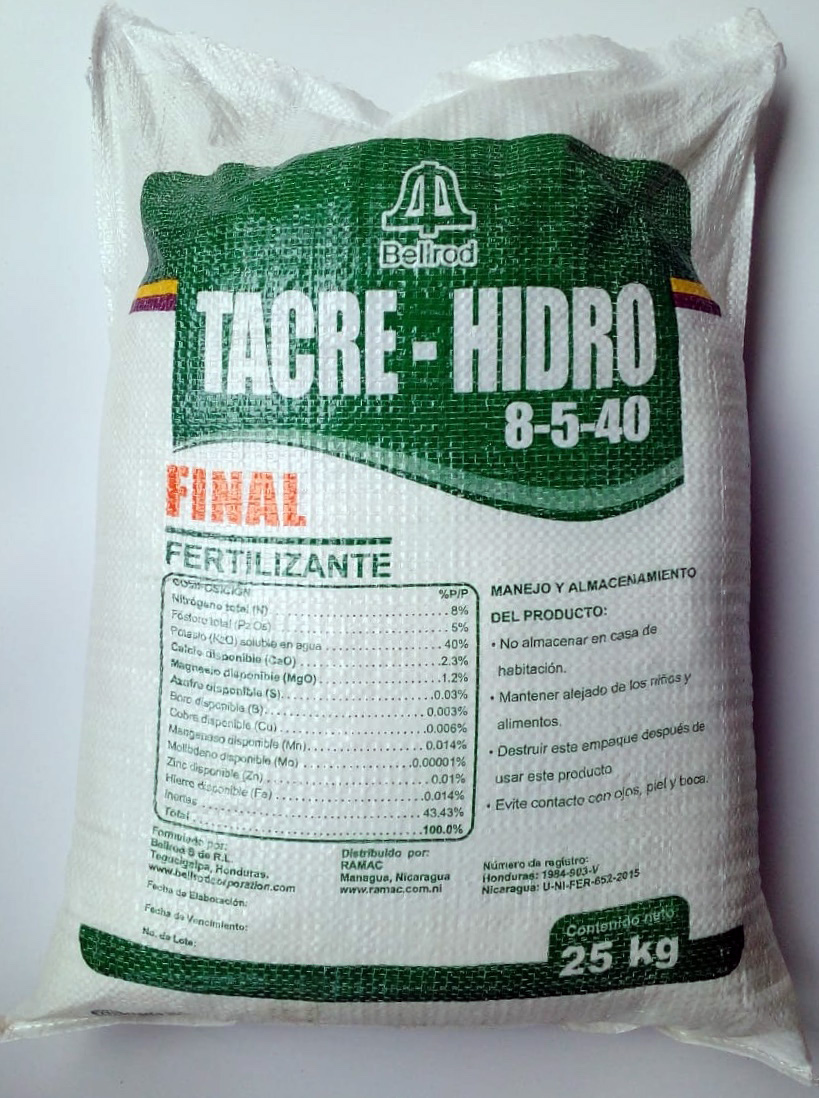 Bellrod
TACRE - HIDRO
8-5-40
FINAL
FERTILIZANTE
COMPOSICIÓN %P/P
Nitrógeno total (N) 8%
Fósforo total (P2O5) 5%
Potasio (K2O) soluble en agua 40%
Calcio disponible (CaO) 2.3%
Magnesio disponible (MgO) 1.2%
Azufre disponible (S) 0.03%
Boro disponible (B) 0.003%
Cobre disponible (Cu) 0.006%
Manganeso disponible (Mn) 0.014%
Molibdeno disponible (Mo) 0.00001%
Zinc disponible (Zn) 0.01%
Hierro disponible (Fe) 0.014%
Inertes 43.43%
Total 100.0%
MANEJO Y ALMACENAMIENTO
DEL PRODUCTO:
• No almacenar en casa de
habitación.
• Mantener alejado de los niños y
alimentos.
• Destruir este empaque después de
usar este producto
• Evite contacto con ojos, piel y boca.
Formulado por:
Bellrod S de R.L.
Tegucigalpa, Honduras.
www.bellrodcorporation.com
Fecha de Elaboración:
Fecha de Vencimiento:
No. de Lote:
Distribuido por:
RAMAC
Managua, Nicaragua
www.ramac.com.ni
Número de registro:
Honduras: 1984-903-V
Nicaragua: U-NI-FER-652-2015
Contenido neto
25 kg